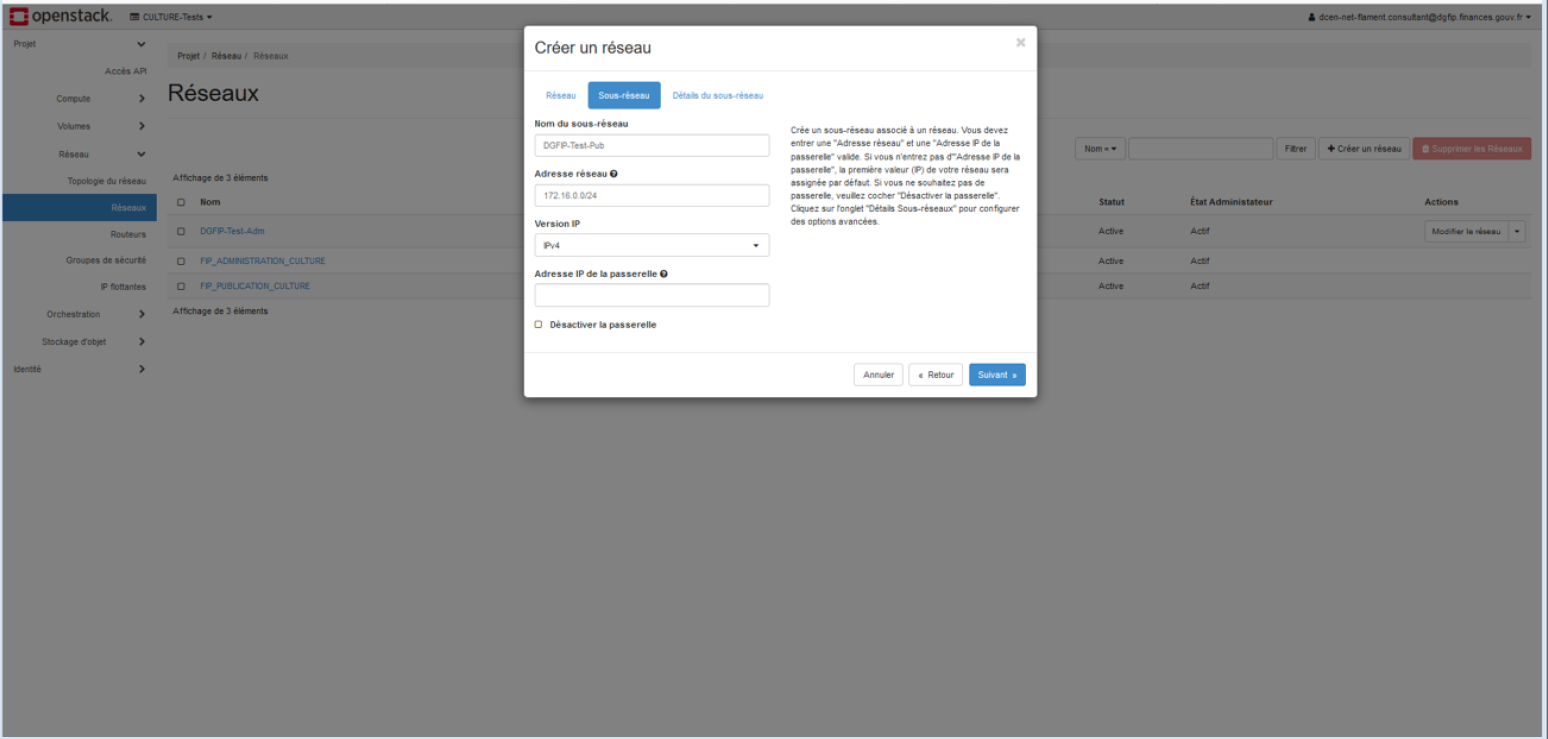 openstack. CULTURE-Tests
dcen-net-flament.consultant@dgfip.finances.gouv.fr
Projet
Accès API
Compute
Volumes
Réseau
Topologie du réseau
Réseaux
Routeurs
Groupes de sécurité
IP flottantes
Orchestration
Stockage d'objet
Identité
Projet / Réseau / Réseaux
Réseaux
Nom =
Filtrer
+ Créer un réseau
Supprimer les Réseaux
Affichage de 3 éléments
Nom Statut État Administateur Actions
DGFIP-Test-Adm Active Actif Modifier le réseau
FIP_ADMINISTRATION_CULTURE Active Actif
FIP_PUBLICATION_CULTURE Active Actif
Affichage de 3 éléments
Créer un réseau
×
Réseau Sous-réseau Détails du sous-réseau
Nom du sous-réseau
DGFIP-Test-Pub
Adresse réseau
172.16.0.0/24
Version IP
IPv4
Adresse IP de la passerelle
Désactiver la passerelle
Crée un sous-réseau associé à un réseau. Vous devez
entrer une "Adresse réseau" et une "Adresse IP de la
passerelle" valide. Si vous n'entrez pas d'"Adresse IP de la
passerelle", la première valeur (IP) de votre réseau sera
assignée par défaut. Si vous ne souhaitez pas de
passerelle, veuillez cocher "Désactiver la passerelle".
Cliquez sur l'onglet "Détails Sous-réseaux" pour configurer
des options avancées.
Annuler
« Retour
Suivant »